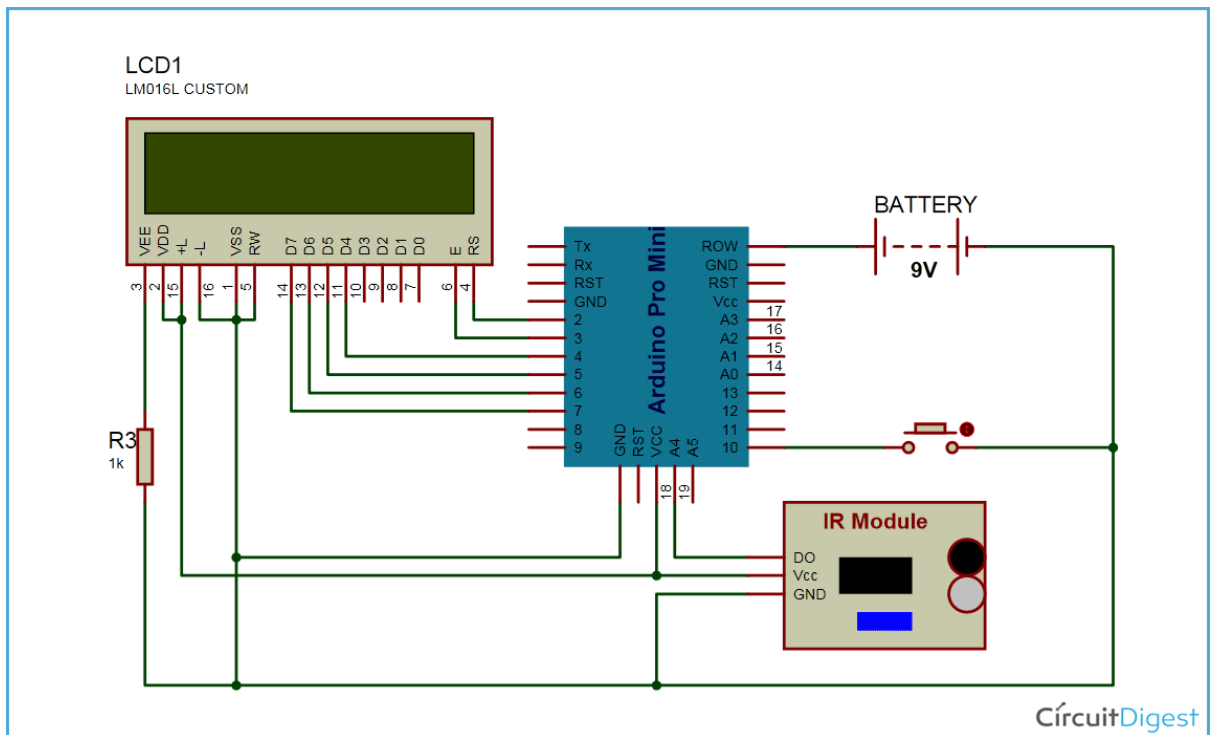 LCD1
LM016L CUSTOM
VEE
VDD
+L
-L
VSS
RW
D7
D6
D5
D4
D3
D2
D1
D0
E
RS
3
2
15
16
1
5
14
13
12
11
10
9
8
7
6
4
R3
1k
Arduino Pro Mini
Tx
Rx
RST
GND
2
3
4
5
6
7
8
9
ROW
GND
RST
Vcc
A3
A2
A1
A0
13
12
11
10
17
16
15
14
GND
RST
VCC
A4
A5
18
19
BATTERY
9V
IR Module
DO
Vcc
GND
CircuitDigest